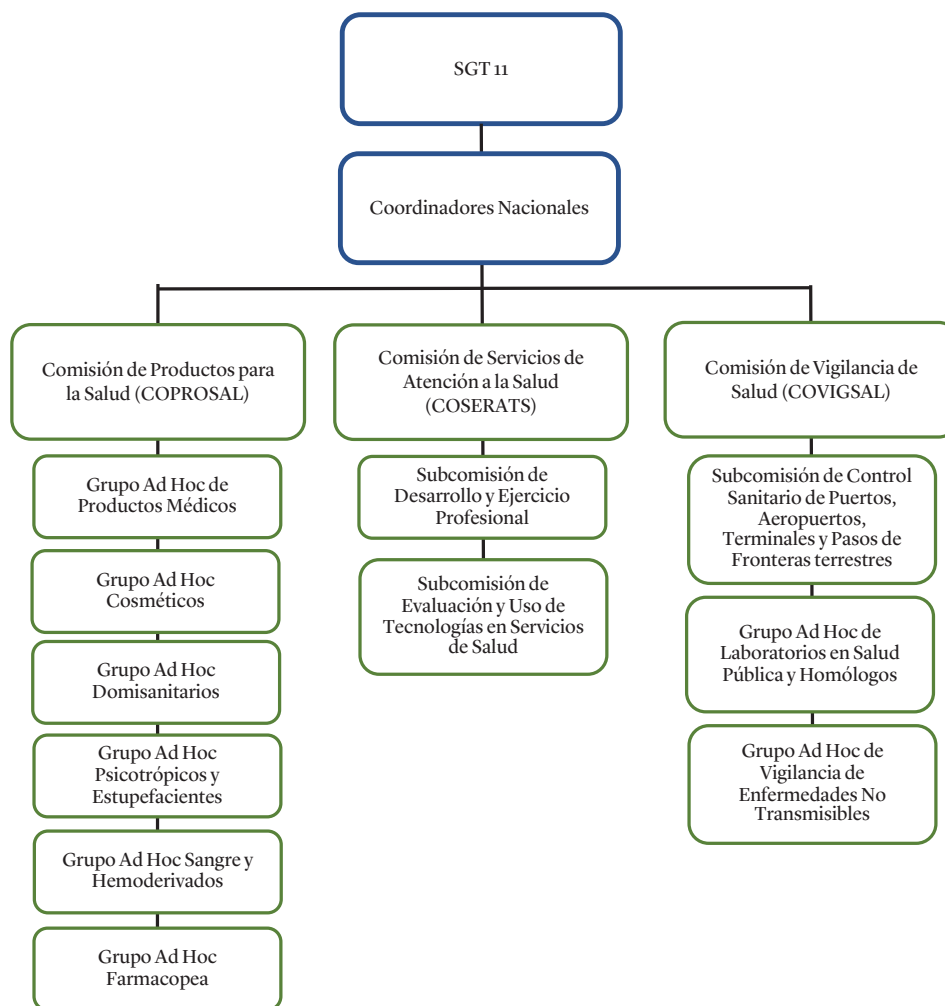 SGT 11
Coordinadores Nacionales
Comisión de Productos para
la Salud (COPROSAL)
Grupo Ad Hoc de
Productos Médicos
Grupo Ad Hoc
Cosméticos
Grupo Ad Hoc
Domisanitarios
Grupo Ad Hoc
Psicotrópicos y
Estupefacientes
Grupo Ad Hoc Sangre y
Hemoderivados
Grupo Ad Hoc
Farmacopea
Comisión de Servicios de
Atención a la Salud
(COSERATS)
Subcomisión de
Desarrollo y Ejercicio
Profesional
Subcomisión de
Evaluación y Uso de
Tecnologías en Servicios
de Salud
Comisión de Vigilancia de
Salud (COVIGSAL)
Subcomisión de Control
Sanitario de Puertos,
Aeropuertos,
Terminales y Pasos de
Fronteras terrestres
Grupo Ad Hoc de
Laboratorios en Salud
Pública y Homólogos
Grupo Ad Hoc de
Vigilancia de
Enfermedades No
Transmisibles